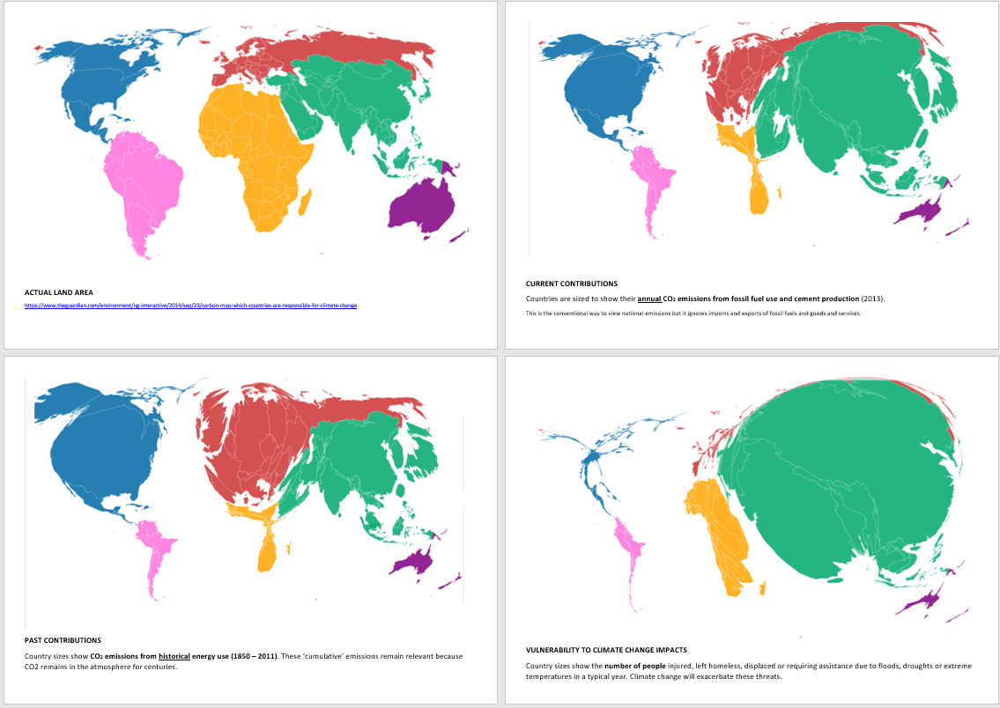 ACTUAL LAND AREA
https://www.theguardian.com/environment/ng-interactive/2014/sep/23/carbon-map-which-countries-are-responsible-for-climate-change
CURRENT CONTRIBUTIONS
Countries are sized to show their annual CO₂ emissions from fossil fuel use and cement production (2013).
This is the conventional way to view national emissions but it ignores imports and exports of fossil fuels and goods and services.
PAST CONTRIBUTIONS
Country sizes show CO₂ emissions from historical energy use (1850 – 2011). These ‘cumulative’ emissions remain relevant because
CO2 remains in the atmosphere for centuries.
VULNERABILITY TO CLIMATE CHANGE IMPACTS
Country sizes show the number of people injured, left homeless, displaced or requiring assistance due to floods, droughts or extreme
temperatures in a typical year. Climate change will exacerbate these threats.